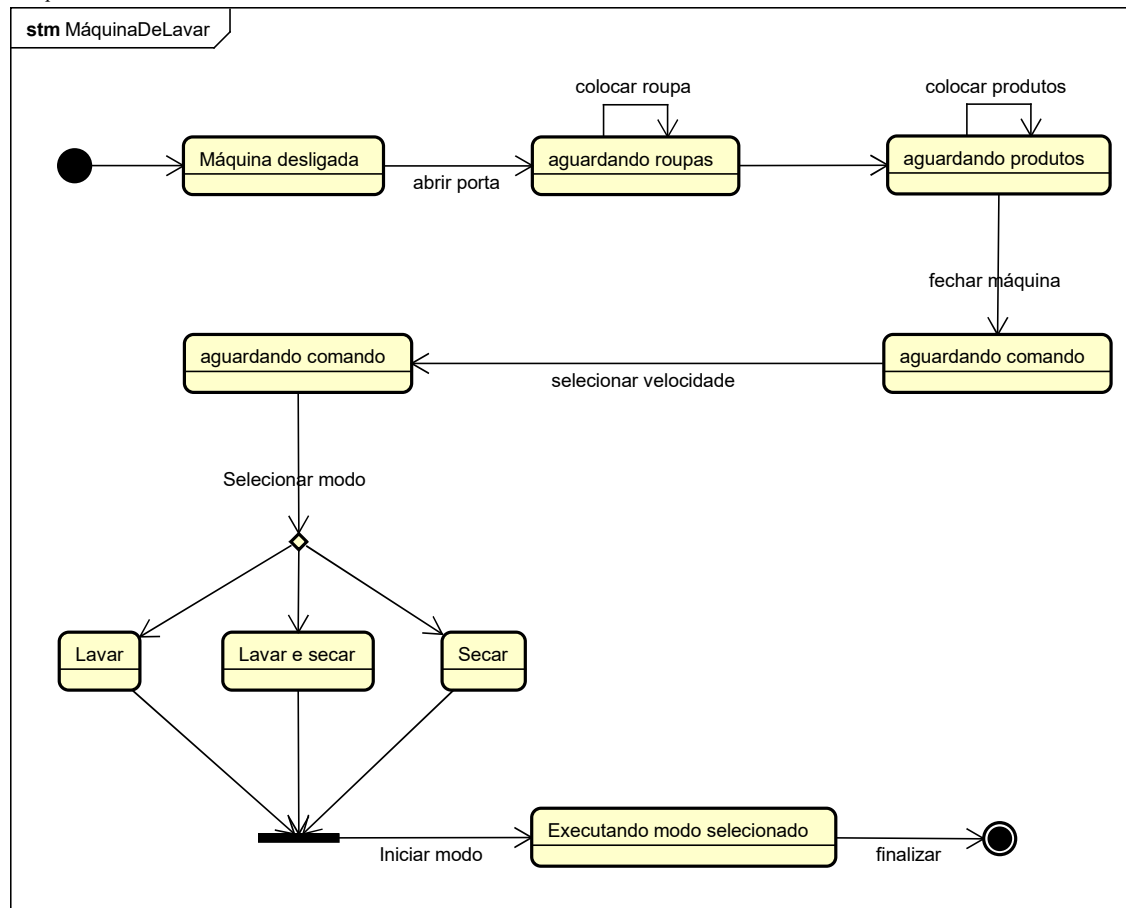 stm MáquinaDeLavar
colocar roupa
colocar produtos
Máquina desligada
abrir porta
aguardando roupas
aguardando produtos
fechar máquina
aguardando comando
selecionar velocidade
aguardando comando
Selecionar modo
Lavar
Lavar e secar
Secar
Iniciar modo
Executando modo selecionado
finalizar